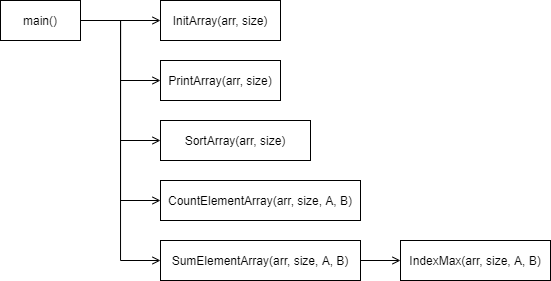 main()
InitArray(arr, size)
PrintArray(arr, size)
SortArray(arr, size)
CountElementArray(arr, size, A, B)
SumElementArray(arr, size, A, B)
IndexMax(arr, size, A, B)